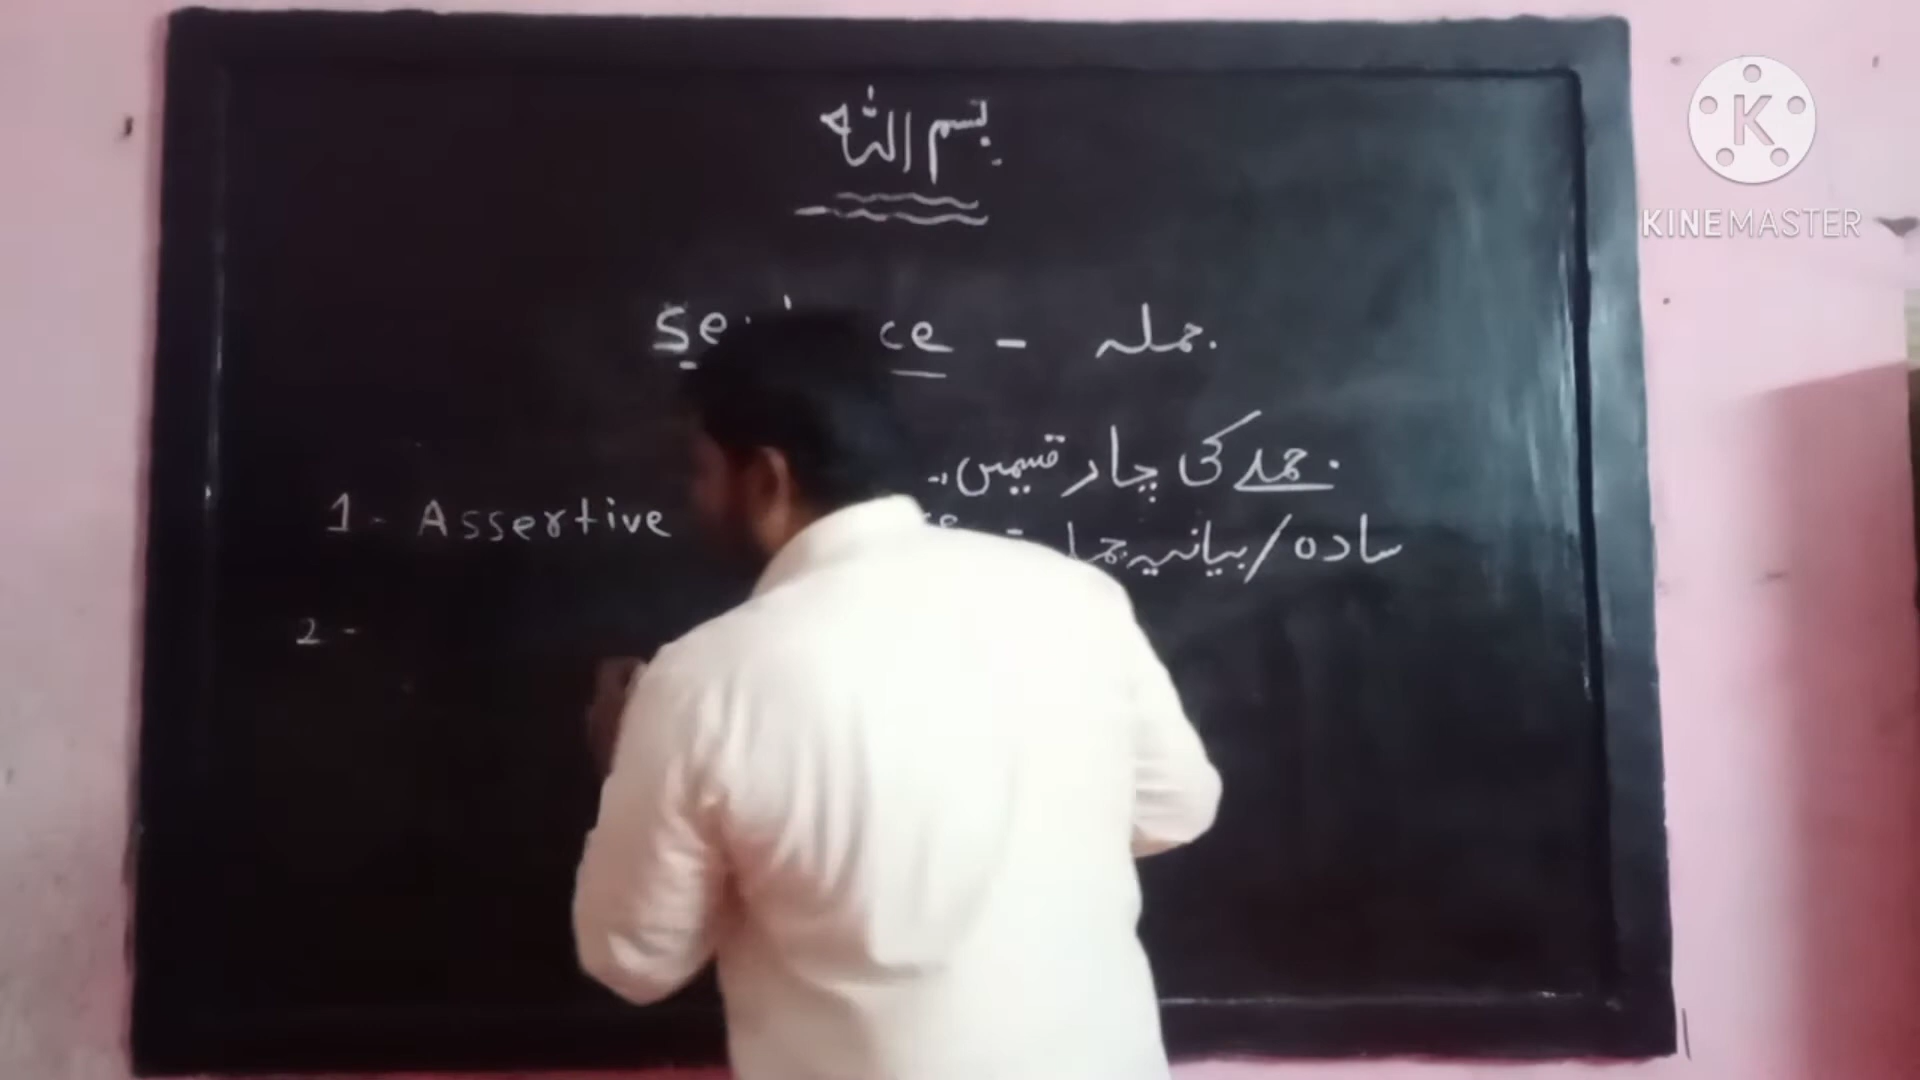 بسم اللہ
جملہ -
جملے کی چار قسمیں
1 - Assertive
سادہ / بیانیہ
2 -
K
KINEMASTER